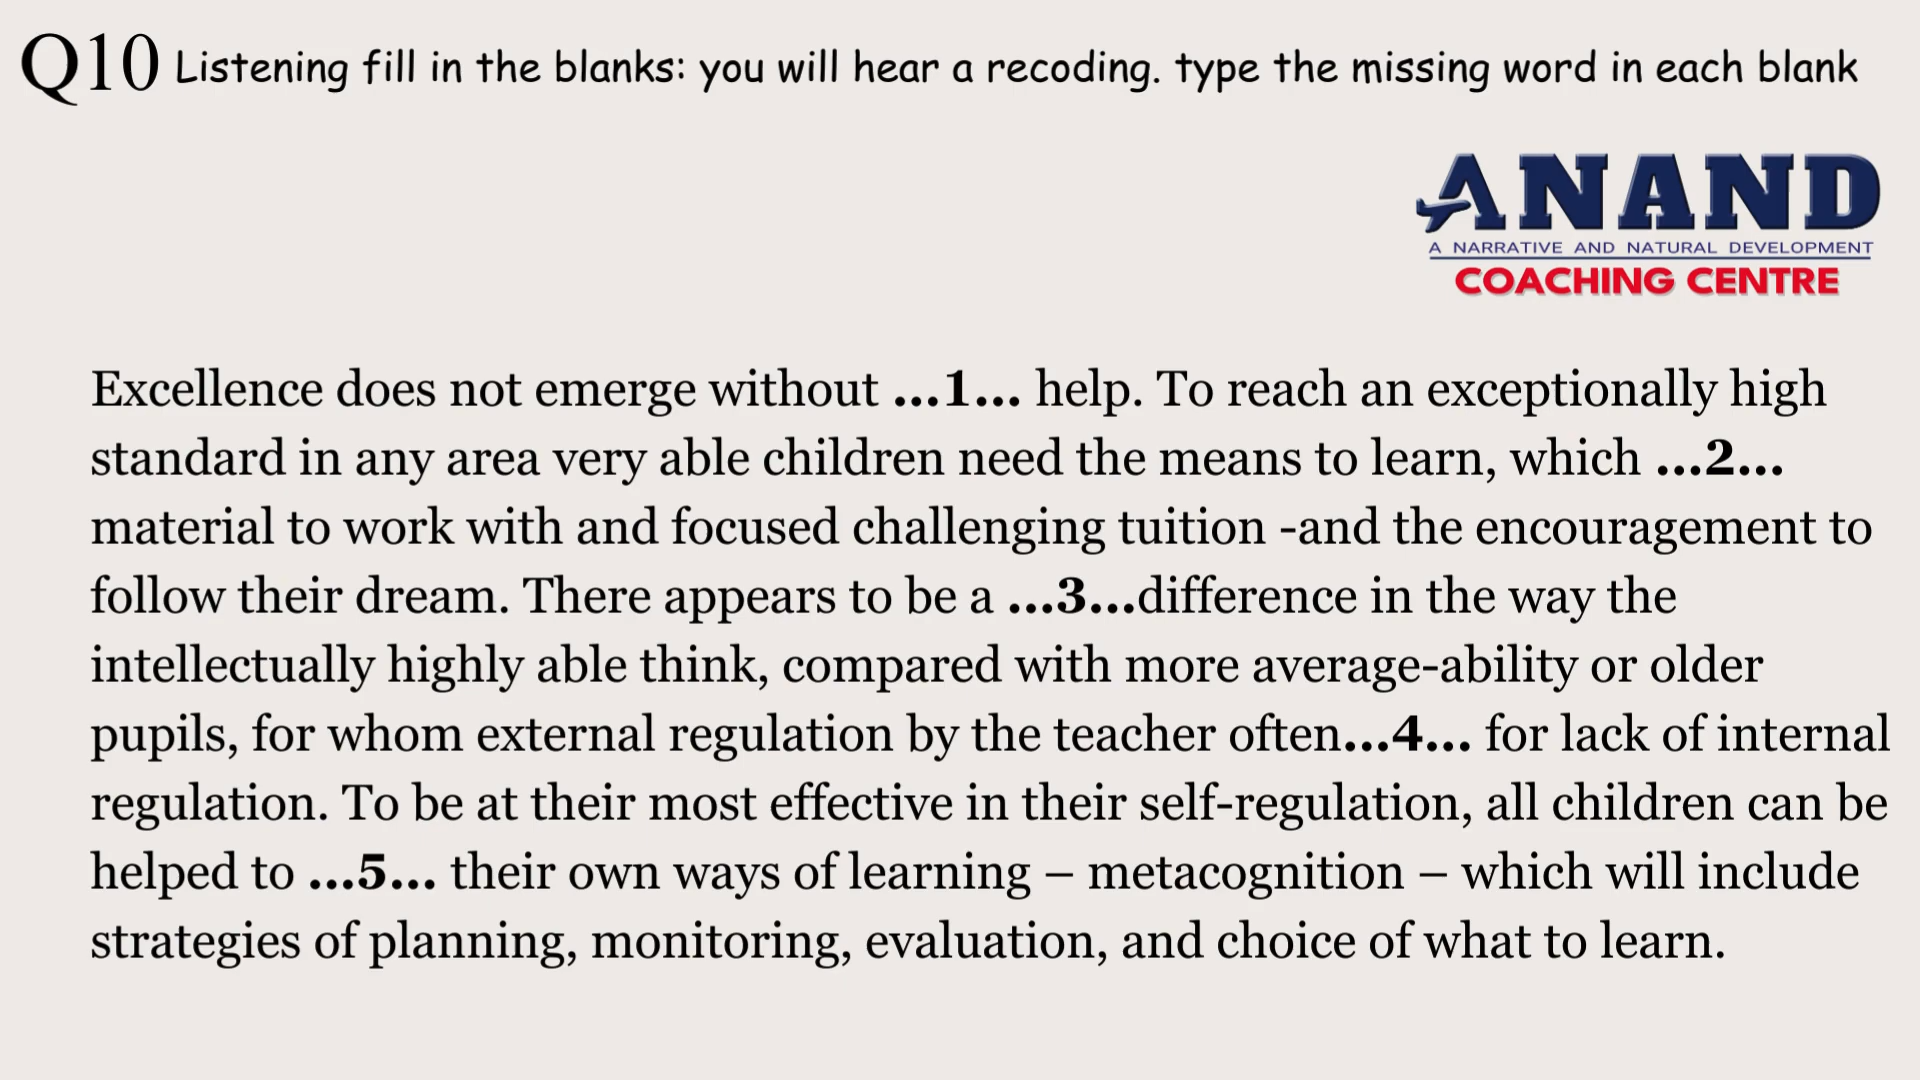 Q10 Listening fill in the blanks: you will hear a recoding. type the missing word in each blank
ANAND
A NARRATIVE AND NATURAL DEVELOPMENT
COACHING CENTRE
Excellence does not emerge without ...1... help. To reach an exceptionally high
standard in any area very able children need the means to learn, which ...2...
material to work with and focused challenging tuition -and the encouragement to
follow their dream. There appears to be a ...3...difference in the way the
intellectually highly able think, compared with more average-ability or older
pupils, for whom external regulation by the teacher often...4... for lack of internal
regulation. To be at their most effective in their self-regulation, all children can be
helped to ...5... their own ways of learning – metacognition – which will include
strategies of planning, monitoring, evaluation, and choice of what to learn.